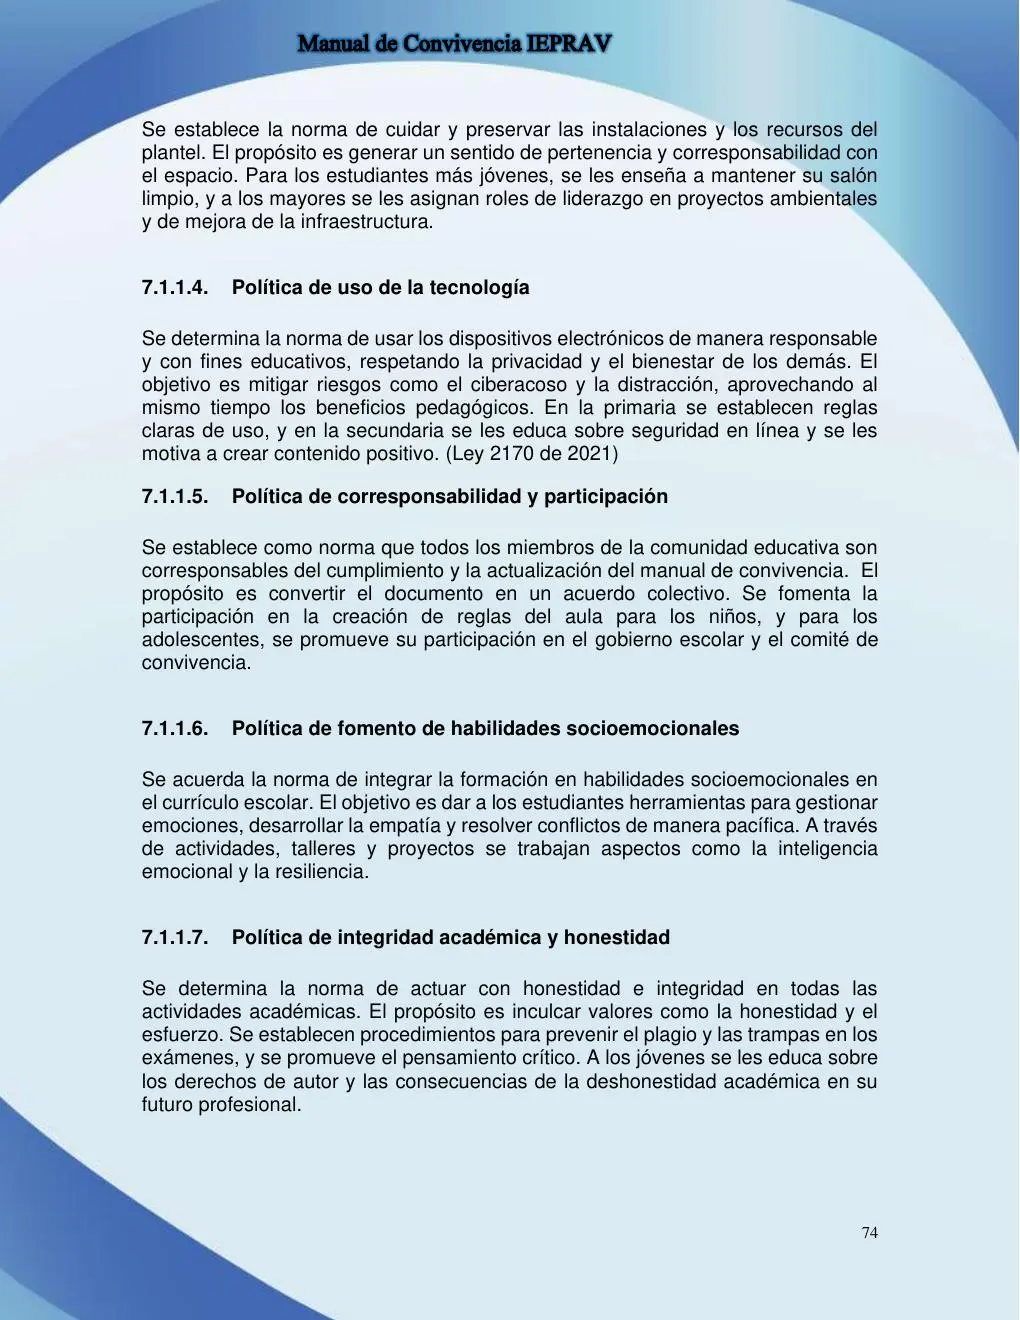 Manual de Convivencia IEPRAV
Se establece la norma de cuidar y preservar las instalaciones y los recursos del
plantel. El propósito es generar un sentido de pertenencia y corresponsabilidad con
el espacio. Para los estudiantes más jóvenes, se les enseña a mantener su salón
limpio, y a los mayores se les asignan roles de liderazgo en proyectos ambientales
y de mejora de la infraestructura.
7.1.1.4. Política de uso de la tecnología
Se determina la norma de usar los dispositivos electrónicos de manera responsable
y con fines educativos, respetando la privacidad y el bienestar de los demás. El
objetivo es mitigar riesgos como el ciberacoso y la distracción, aprovechando al
mismo tiempo los beneficios pedagógicos. En la primaria se establecen reglas
claras de uso, y en la secundaria se les educa sobre seguridad en línea y se les
motiva a crear contenido positivo. (Ley 2170 de 2021)
7.1.1.5. Política de corresponsabilidad y participación
Se establece como norma que todos los miembros de la comunidad educativa son
corresponsables del cumplimiento y la actualización del manual de convivencia. El
propósito es convertir el documento en un acuerdo colectivo. Se fomenta la
participación en la creación de reglas del aula para los niños, y para los
adolescentes, se promueve su participación en el gobierno escolar y el comité de
convivencia.
7.1.1.6. Política de fomento de habilidades socioemocionales
Se acuerda la norma de integrar la formación en habilidades socioemocionales en
el currículo escolar. El objetivo es dar a los estudiantes herramientas para gestionar
emociones, desarrollar la empatía y resolver conflictos de manera pacífica. A través
de actividades, talleres y proyectos se trabajan aspectos como la inteligencia
emocional y la resiliencia.
7.1.1.7. Política de integridad académica y honestidad
Se determina la norma de actuar con honestidad e integridad en todas las
actividades académicas. El propósito es inculcar valores como la honestidad y el
esfuerzo. Se establecen procedimientos para prevenir el plagio y las trampas en los
exámenes, y se promueve el pensamiento crítico. A los jóvenes se les educa sobre
los derechos de autor y las consecuencias de la deshonestidad académica en su
futuro profesional.
74